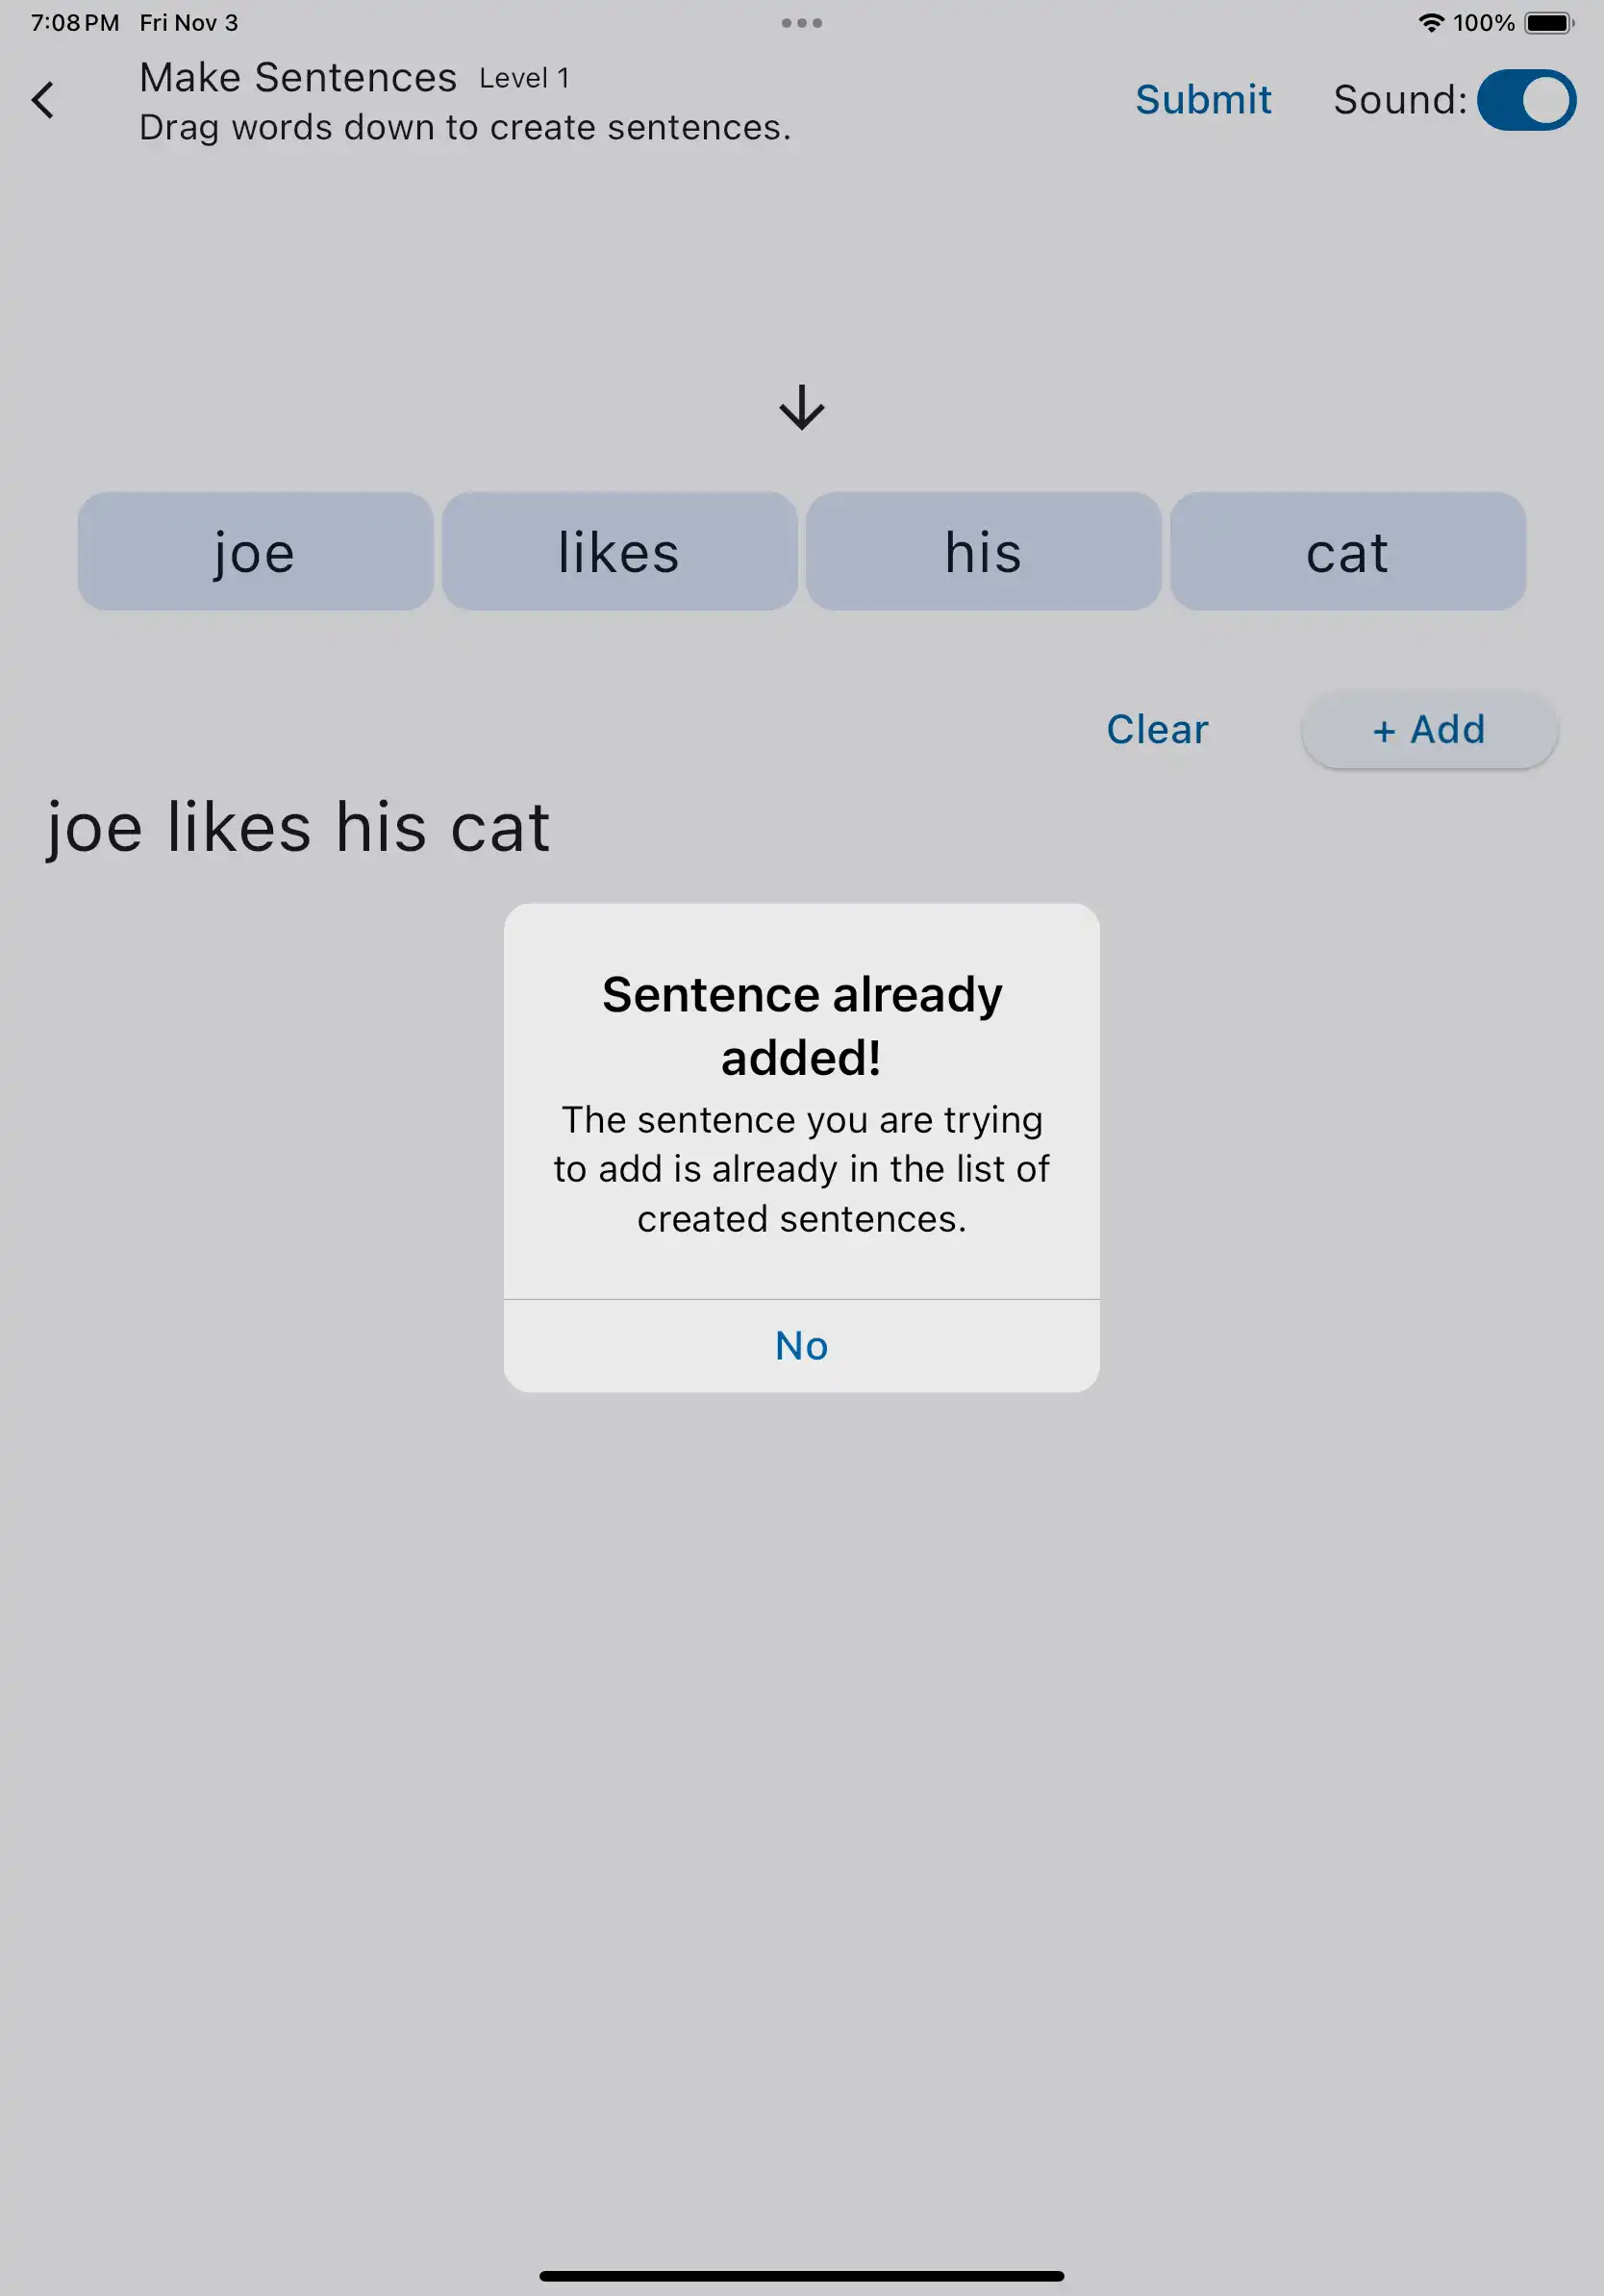 7:08 PM Fri Nov 3 100%
Make Sentences Level 1
Drag words down to create sentences.
Submit Sound:
joe likes his cat
Clear + Add
joe likes his cat
Sentence already
added!
The sentence you are trying
to add is already in the list of
created sentences.
No